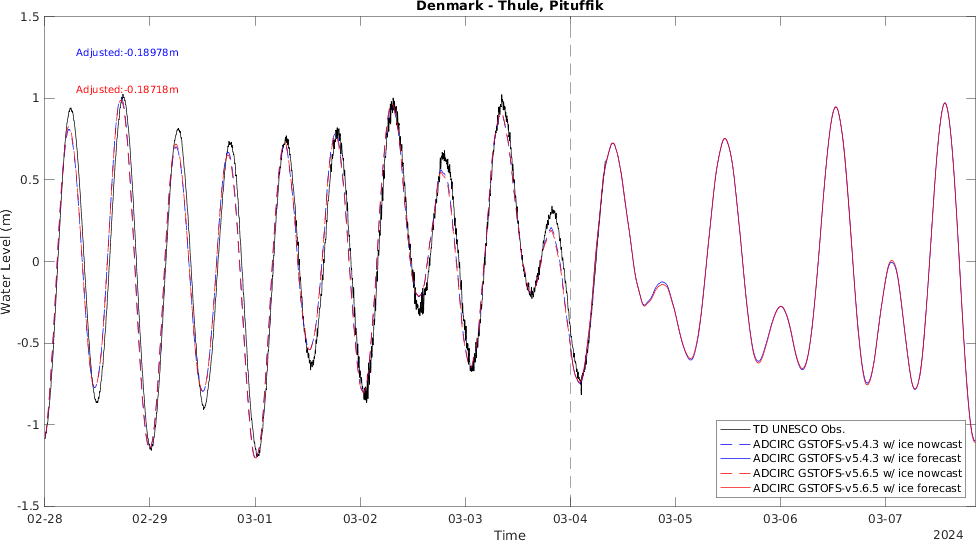 Denmark - Thule, Pituffik
Adjusted:-0.18978m
Adjusted:-0.18718m
Water Level (m)
1.5
1
0.5
0
-0.5
-1
-1.5
TD UNESCO Obs.
ADCIRC GSTOFS-v5.4.3 w/ ice nowcast
ADCIRC GSTOFS-v5.4.3 w/ ice forecast
ADCIRC GSTOFS-v5.6.5 w/ ice nowcast
ADCIRC GSTOFS-v5.6.5 w/ ice forecast
02-28 02-29 03-01 03-02 03-03 03-04 03-05 03-06 03-07
Time
2024